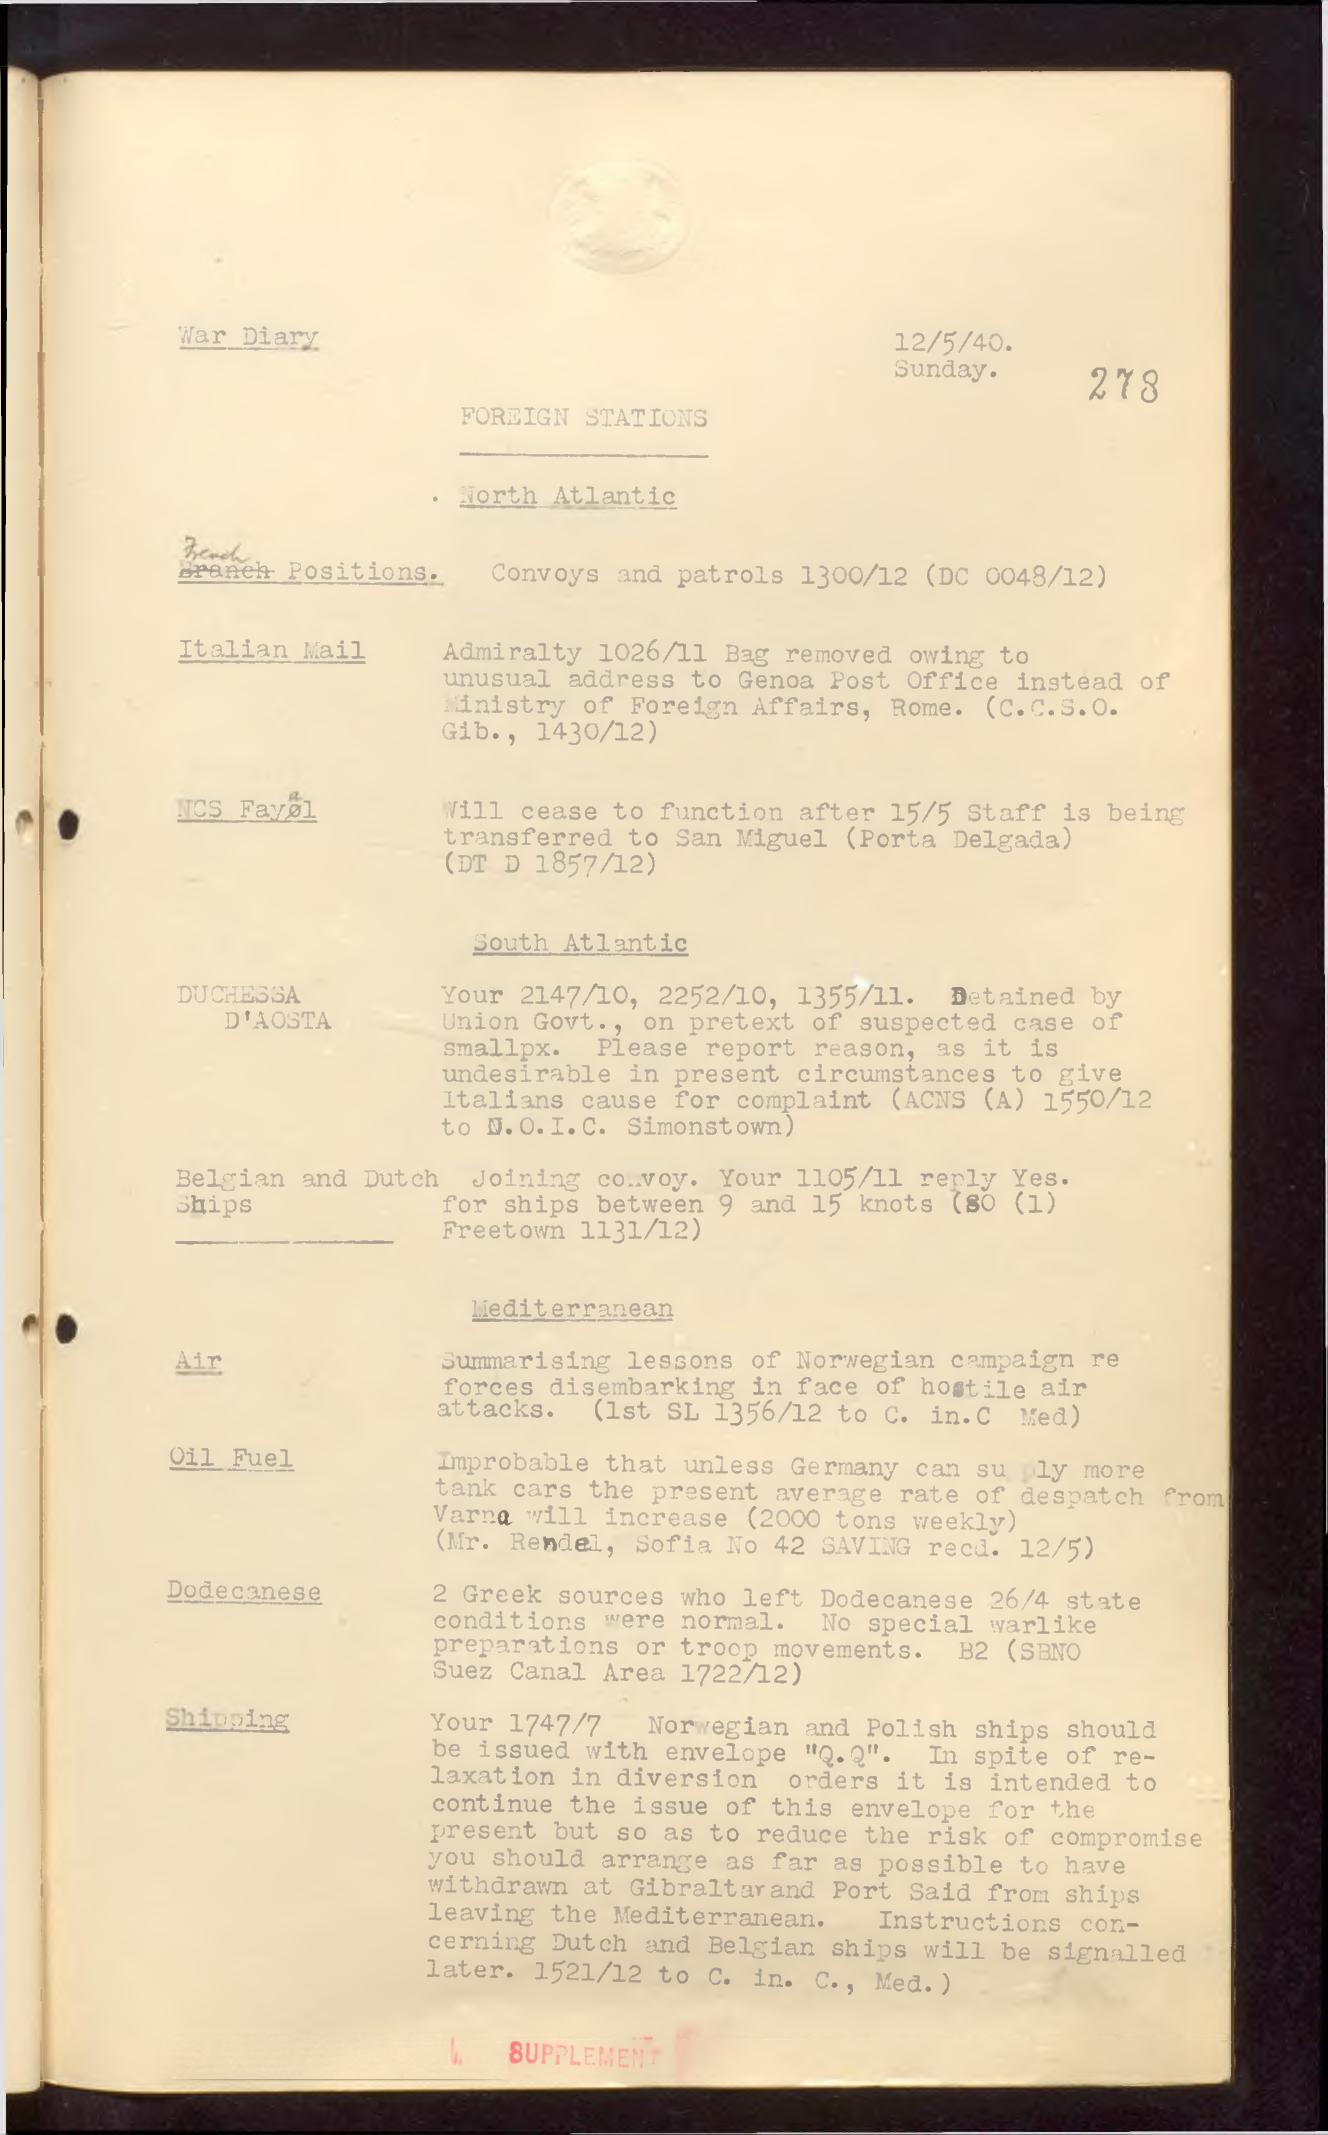 War Diary
12/5/40.
Sunday.
278
FOREIGN STATIONS
. North Atlantic
French
Branch Positions. Convoys and patrols 1300/12 (DC 0048/12)
Italian Mail Admiralty 1026/11 Bag removed owing to
unusual address to Genoa Post Office instead of
Ministry of Foreign Affairs, Rome. (C.C.S.O.
Gib., 1430/12)
NCS Fayal Will cease to function after 15/5 Staff is being
transferred to San Miguel (Porta Delgada)
(DT D 1857/12)
South Atlantic
DUCHESSA Your 2147/10, 2252/10, 1355/11. Detained by
D'AOSTA Union Govt., on pretext of suspected case of
smallpx. Please report reason, as it is
undesirable in present circumstances to give
Italians cause for complaint (ACNS (A) 1550/12
to N.O.I.C. Simonstown)
Belgian and Dutch Joining convoy. Your 1105/11 reply Yes.
Ships for ships between 9 and 15 knots (SO (1)
Freetown 1131/12)
Mediterranean
Air Summarising lessons of Norwegian campaign re
forces disembarking in face of hostile air
attacks. (1st SL 1356/12 to C. in.C Med)
Oil Fuel Improbable that unless Germany can supply more
tank cars the present average rate of despatch from
Varna will increase (2000 tons weekly)
(Mr. Rendel, Sofia No 42 SAVING recd. 12/5)
Dodecanese 2 Greek sources who left Dodecanese 26/4 state
conditions were normal. No special warlike
preparations or troop movements. B2 (SBNO
Suez Canal Area 1722/12)
Shipping Your 1747/7 Norwegian and Polish ships should
be issued with envelope "Q.Q". In spite of re-
laxation in diversion orders it is intended to
continue the issue of this envelope for the
present but so as to reduce the risk of compromise
you should arrange as far as possible to have
withdrawn at Gibraltar and Port Said from ships
leaving the Mediterranean. Instructions con-
cerning Dutch and Belgian ships will be signalled
later. 1521/12 to C. in. C., Med.)
SUPPLEMENT